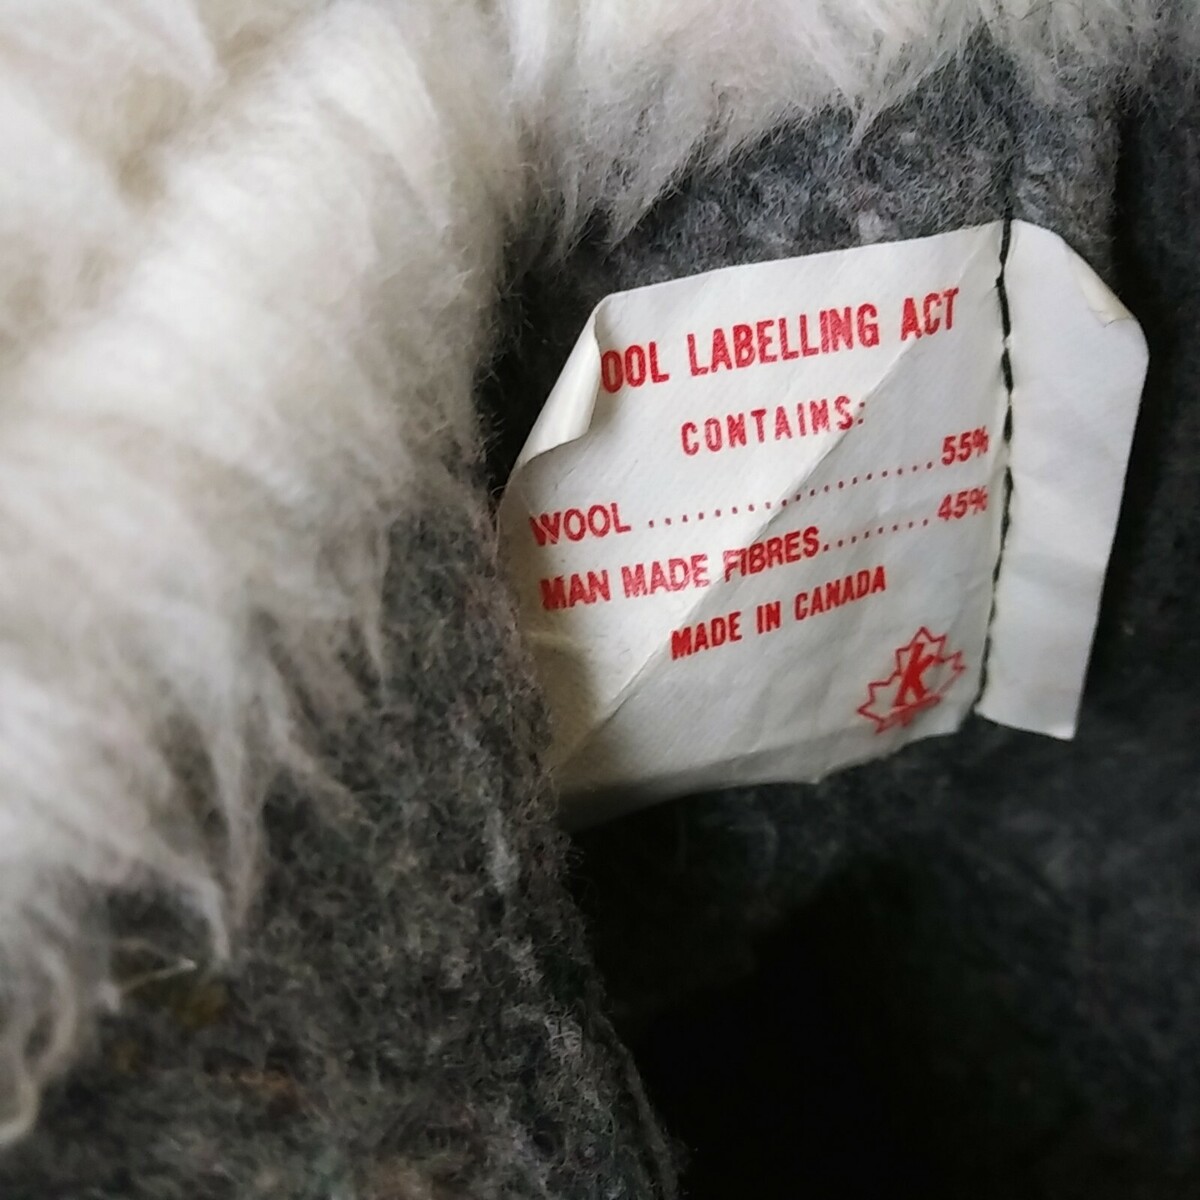 OOL LABELLING ACT
CONTAINS:
WOOL .................... 55%
MAN MADE FIBRES........ 45%
MADE IN CANADA
k